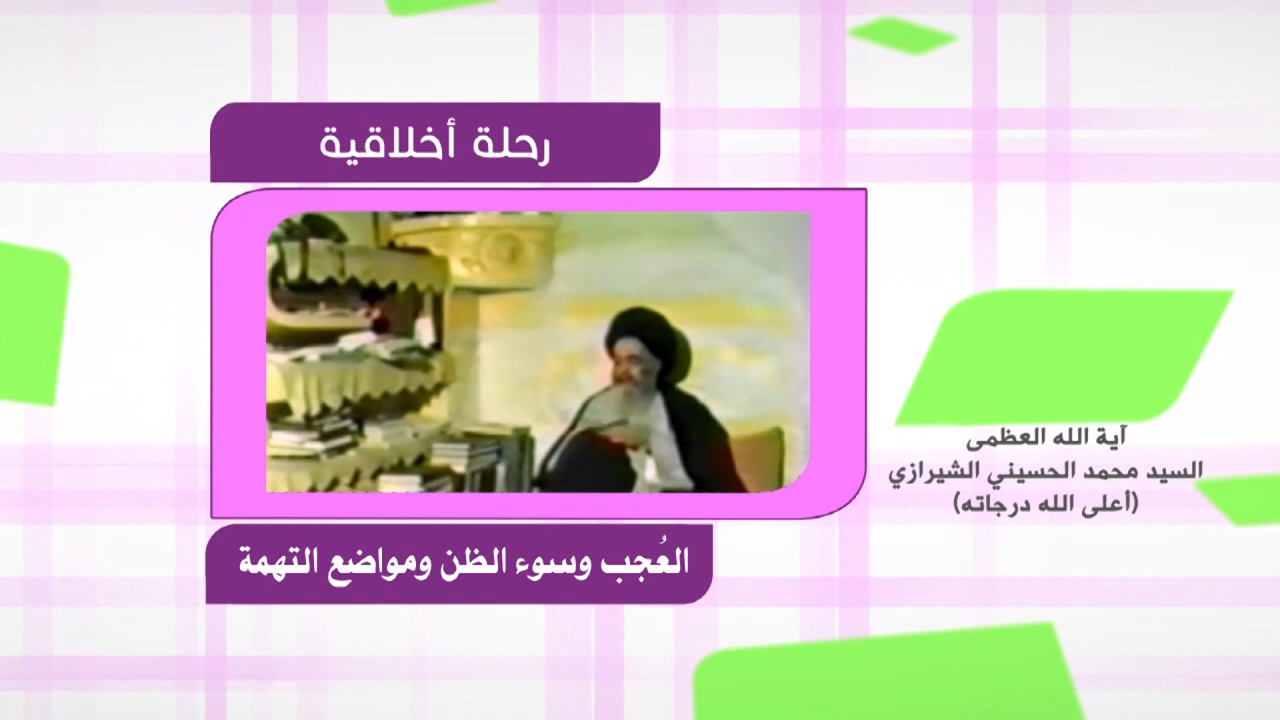 رحلة أخلاقية
آية الله العظمى
السيد محمد الحسيني الشيرازي
(أعلى الله درجاته)
العُجب وسوء الظن ومواضع التهمة